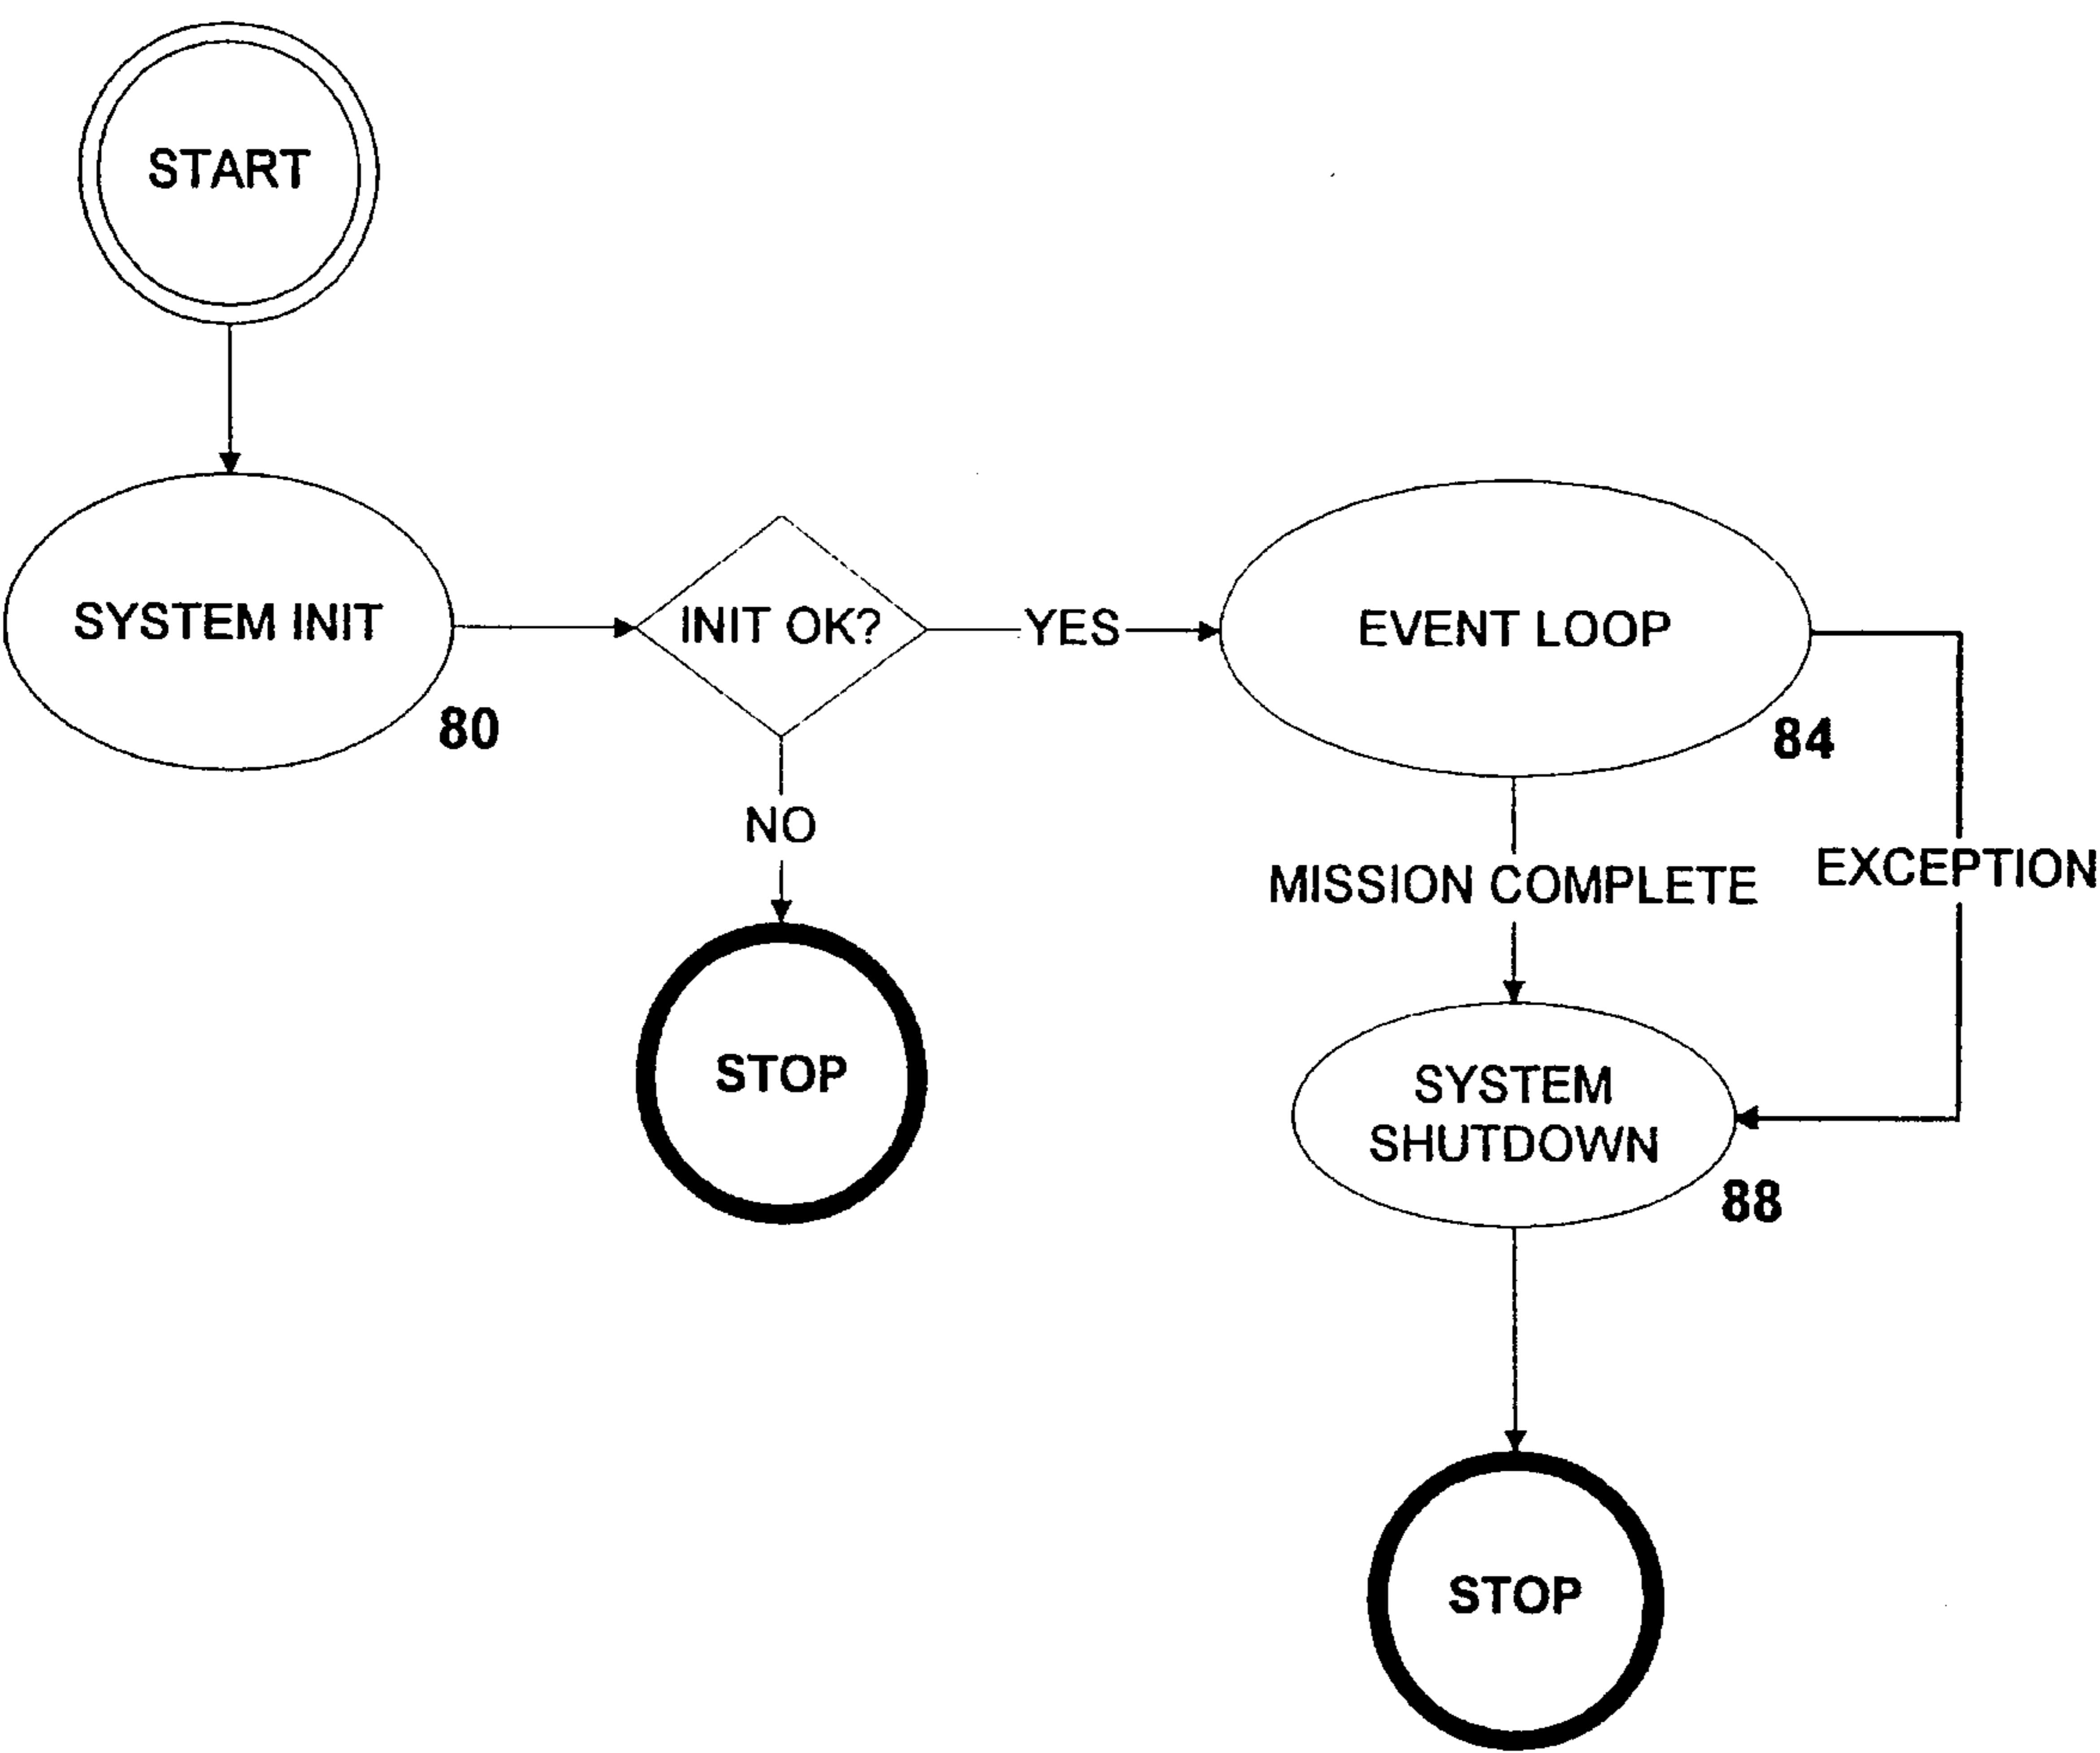 START
SYSTEM INIT
80
INIT OK?
YES
EVENT LOOP
84
NO
MISSION COMPLETE
EXCEPTION
STOP
SYSTEM
SHUTDOWN
88
STOP